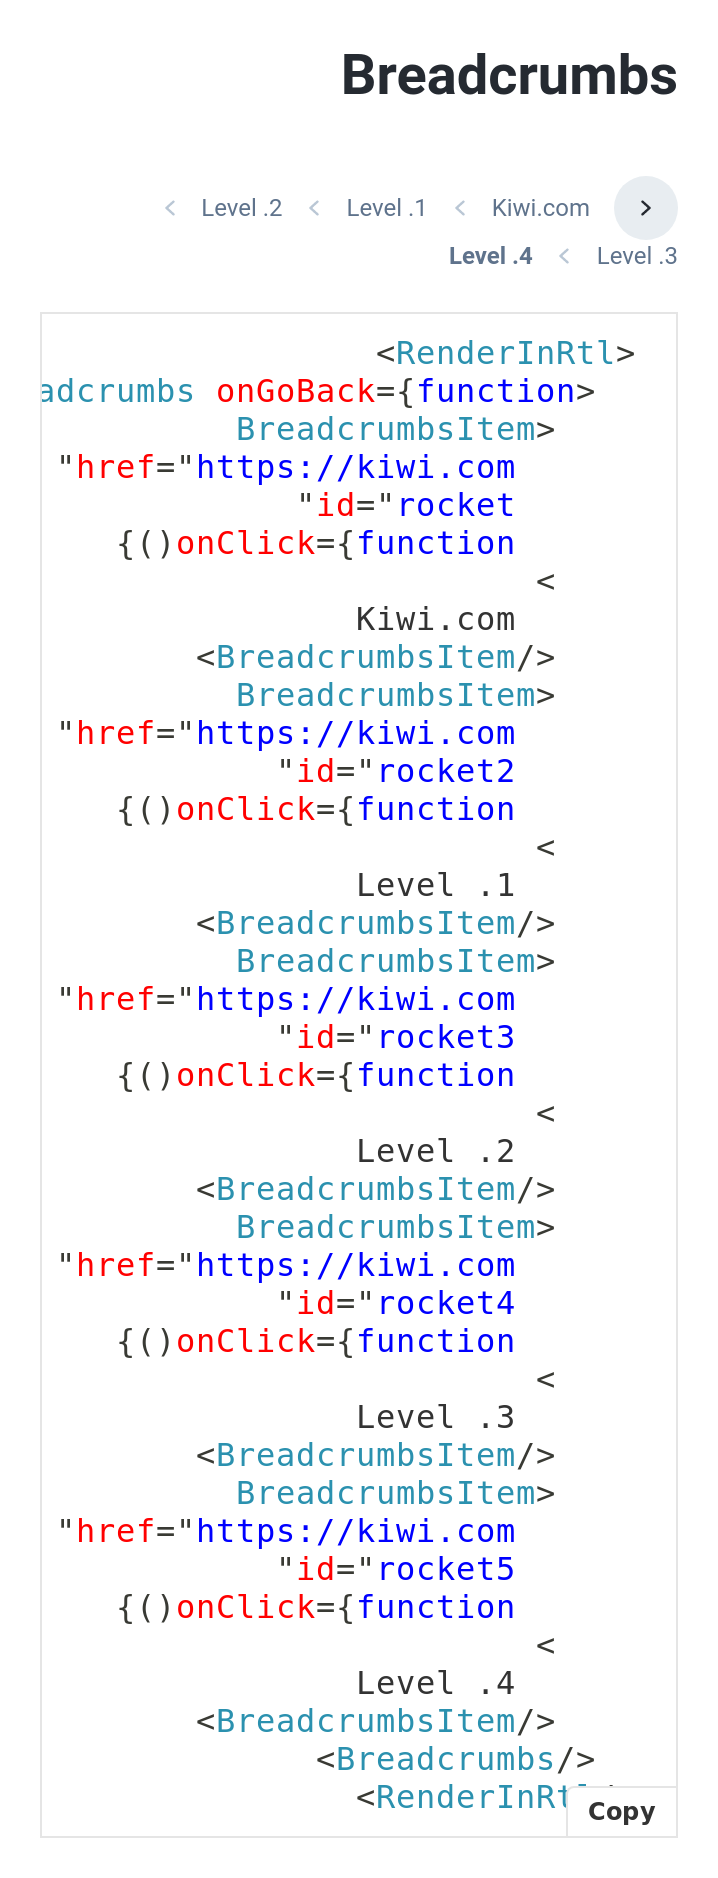 Breadcrumbs
Level .2 Level .1 Kiwi.com
Level .4 Level .3
<RenderInRtl>
adcrumbs onGoBack={function>
BreadcrumbsItem>
"href="https://kiwi.com
"id="rocket
{()onClick={function
<
Kiwi.com
<BreadcrumbsItem/>
BreadcrumbsItem>
"href="https://kiwi.com
"id="rocket2
{()onClick={function
<
Level .1
<BreadcrumbsItem/>
BreadcrumbsItem>
"href="https://kiwi.com
"id="rocket3
{()onClick={function
<
Level .2
<BreadcrumbsItem/>
BreadcrumbsItem>
"href="https://kiwi.com
"id="rocket4
{()onClick={function
<
Level .3
<BreadcrumbsItem/>
BreadcrumbsItem>
"href="https://kiwi.com
"id="rocket5
{()onClick={function
<
Level .4
<BreadcrumbsItem/>
<Breadcrumbs/>
<RenderInRtl
Copy